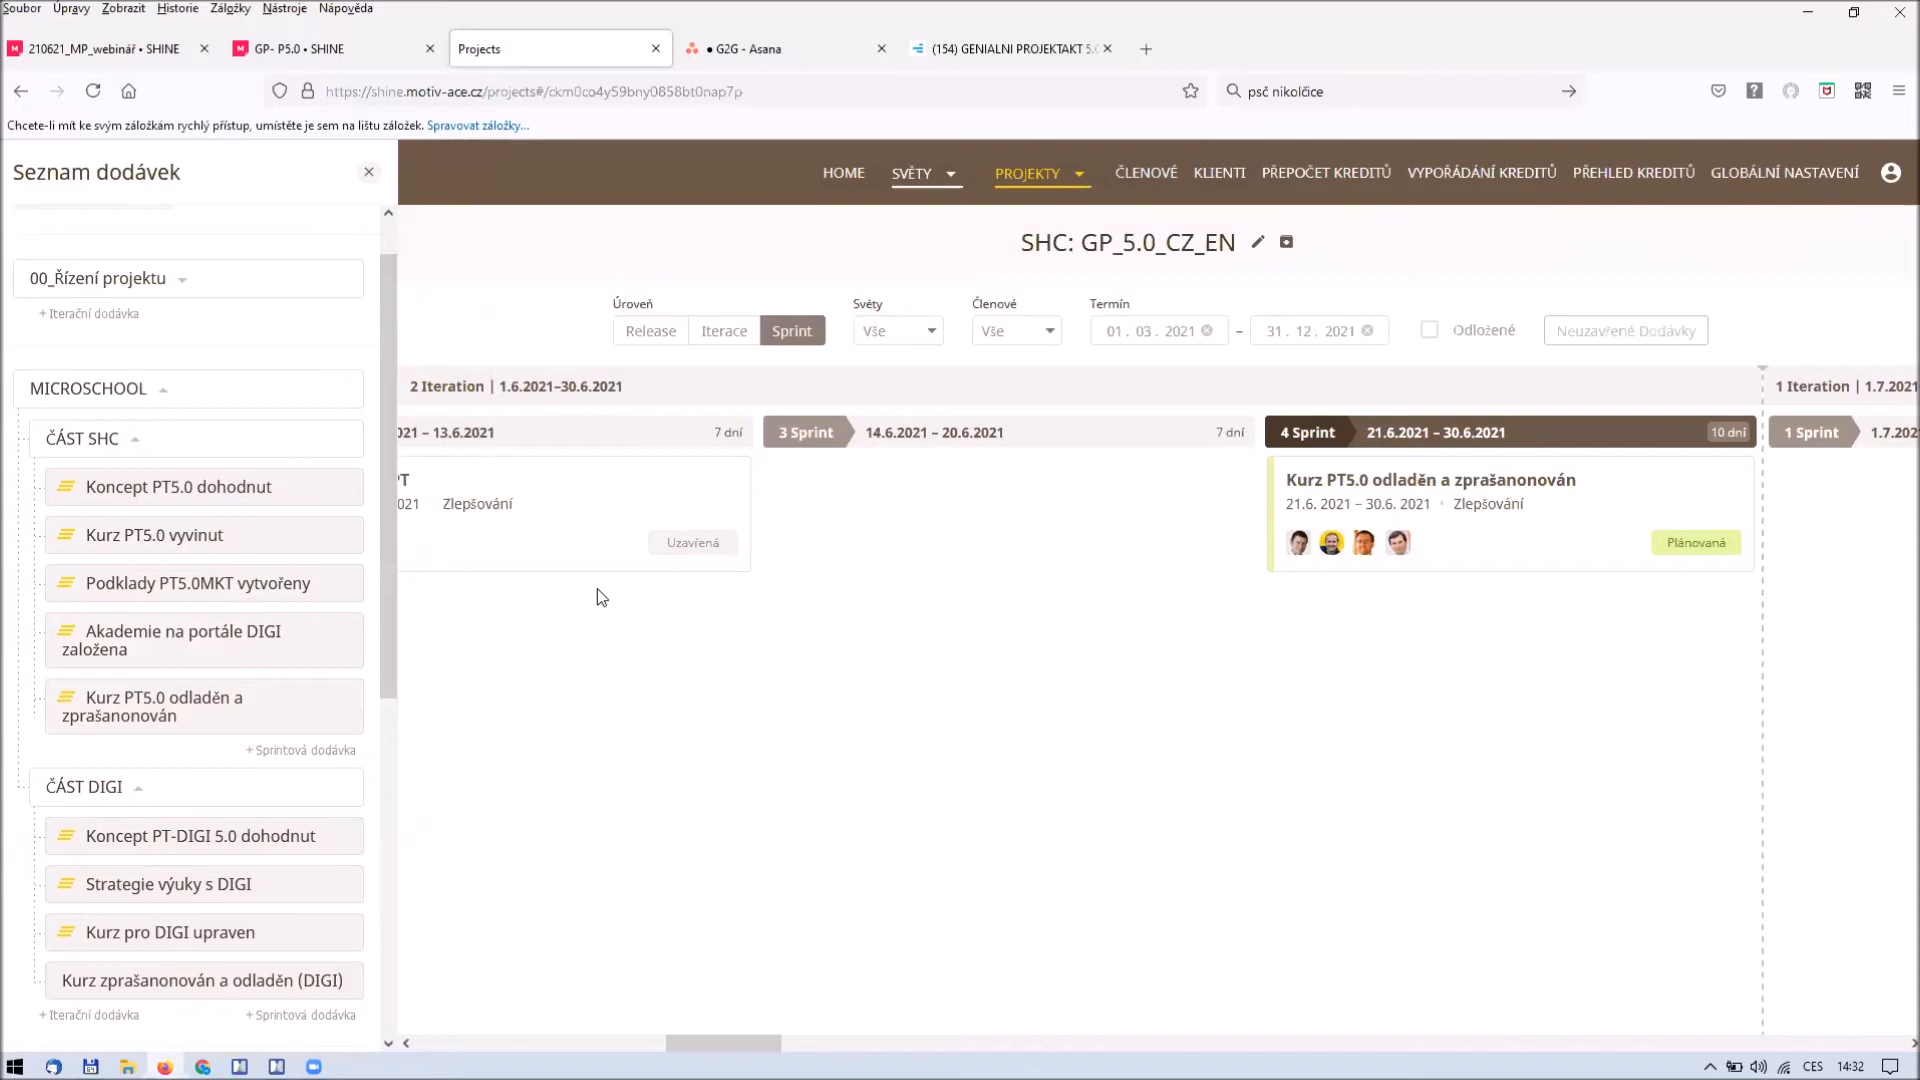 Soubor Úpravy Zobrazit Historie Záložky Nástroje Nápověda
210621_MP_webinář • SHINE
GP- P5.0 • SHINE
Projects
● G2G - Asana
(154) GENIALNI PROJEKTAKT 5.0
https://shine.motiv-ace.cz/projects#/ckm0co4y59bny0858bt0nap7p
psč nikolčice
Chcete-li mít ke svým záložkám rychlý přístup, umístěte je sem na lištu záložek. Spravovat záložky...
Seznam dodávek
HOME SVĚTY PROJEKTY ČLENOVÉ KLIENTI PŘEPOČET KREDITŮ VYPOŘÁDÁNÍ KREDITŮ PŘEHLED KREDITŮ GLOBÁLNÍ NASTAVENÍ
SHC: GP_5.0_CZ_EN
Úroveň Světy Členové Termín
Release Iterace Sprint Vše Vše 01 . 03 . 2021 – 31 . 12 . 2021 Odložené Neuzavřené Dodávky
2 Iteration | 1.6.2021–30.6.2021
1 Iteration | 1.7.2021
021 – 13.6.2021 7 dní
3 Sprint 14.6.2021 – 20.6.2021 7 dní
4 Sprint 21.6.2021 – 30.6.2021 10 dní
1 Sprint 1.7.202
PT
021 Zlepšování
Uzavřená
Kurz PT5.0 odladěn a zprašanonován
21.6. 2021 – 30.6. 2021 • Zlepšování
Plánovaná
00_Řízení projektu
+ Iterační dodávka
MICROSCHOOL
ČÁST SHC
Koncept PT5.0 dohodnut
Kurz PT5.0 vyvinut
Podklady PT5.0MKT vytvořeny
Akademie na portále DIGI
založena
Kurz PT5.0 odladěn a
zprašanonován
+ Sprintová dodávka
ČÁST DIGI
Koncept PT-DIGI 5.0 dohodnut
Strategie výuky s DIGI
Kurz pro DIGI upraven
Kurz zprašanonován a odladěn (DIGI)
+ Iterační dodávka + Sprintová dodávka
CES 14:32